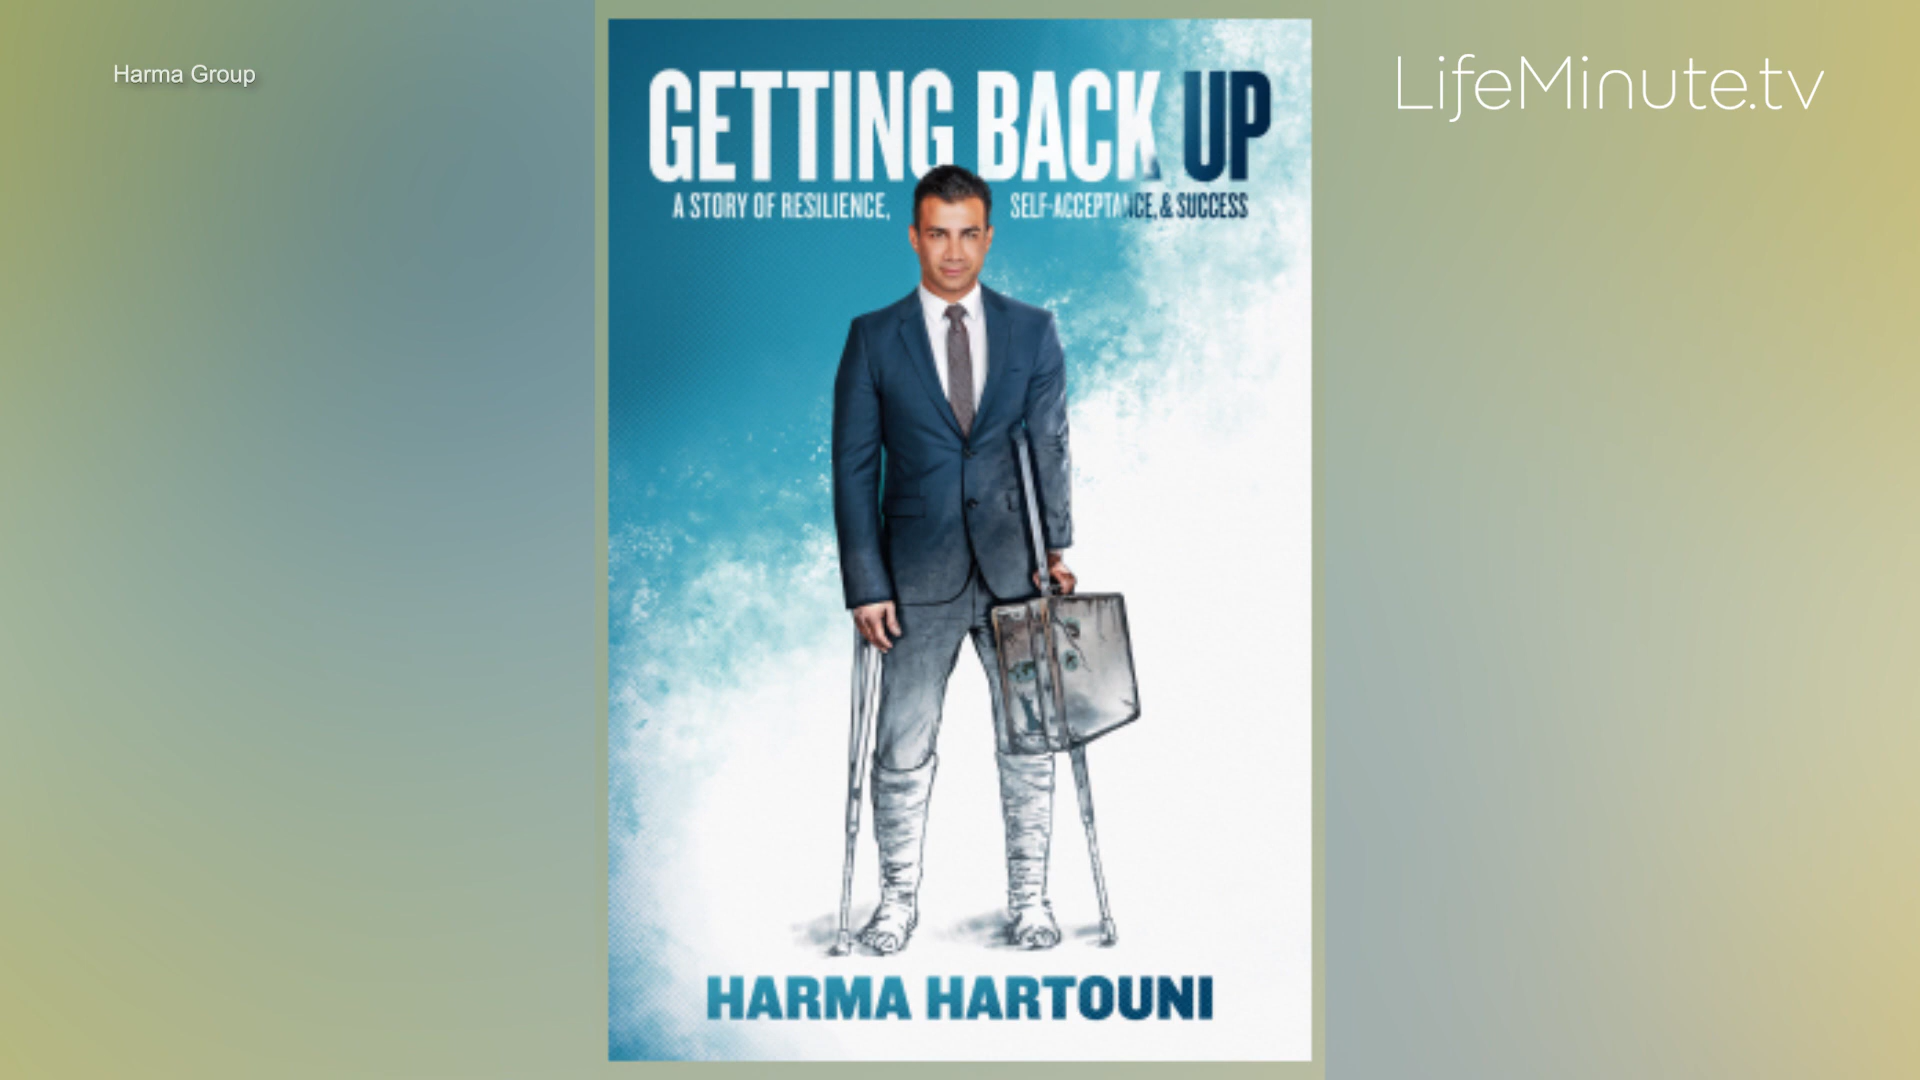 Harma Group
LifeMinute.tv
GETTING BACK UP
A STORY OF RESILIENCE, SELF-ACCEPTANCE, & SUCCESS
HARMA HARTOUNI